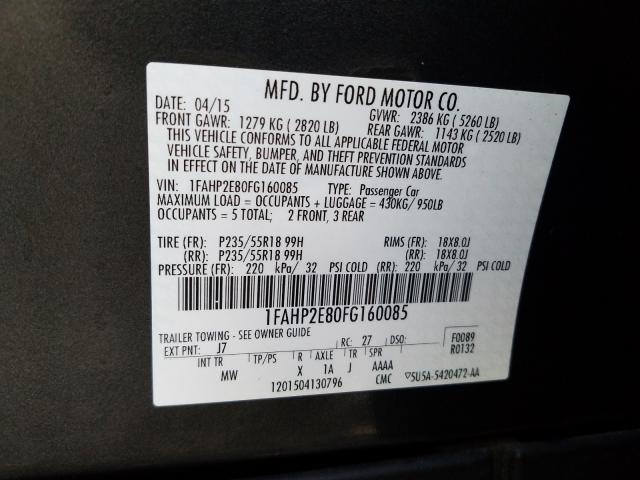 MFD. BY FORD MOTOR CO.
DATE: 04/15 GVWR: 2386 KG ( 5260 LB)
FRONT GAWR: 1279 KG ( 2820 LB) REAR GAWR: 1143 KG ( 2520 LB)
THIS VEHICLE CONFORMS TO ALL APPLICABLE FEDERAL MOTOR
VEHICLE SAFETY, BUMPER, AND THEFT PREVENTION STANDARDS
IN EFFECT ON THE DATE OF MANUFACTURE SHOWN ABOVE.
VIN: 1FAHP2E80FG160085 TYPE: Passenger Car
MAXIMUM LOAD = OCCUPANTS + LUGGAGE = 430KG/ 950LB
OCCUPANTS = 5 TOTAL; 2 FRONT, 3 REAR
TIRE (FR): P235/55R18 99H RIMS (FR): 18X8.0J
(RR): P235/55R18 99H (RR): 18X8.0J
PRESSURE (FR): 220 kPa/ 32 PSI COLD (RR): 220 kPa/ 32 PSI COLD
1FAHP2E80FG160085
TRAILER TOWING - SEE OWNER GUIDE
EXT PNT: J7 RC: 27 DSO: F0089
R0132
INT TR TP/PS R AXLE TR SPR
MW X 1A J AAAA
1201504130796 CMC ▽5U5A-5420472-AA